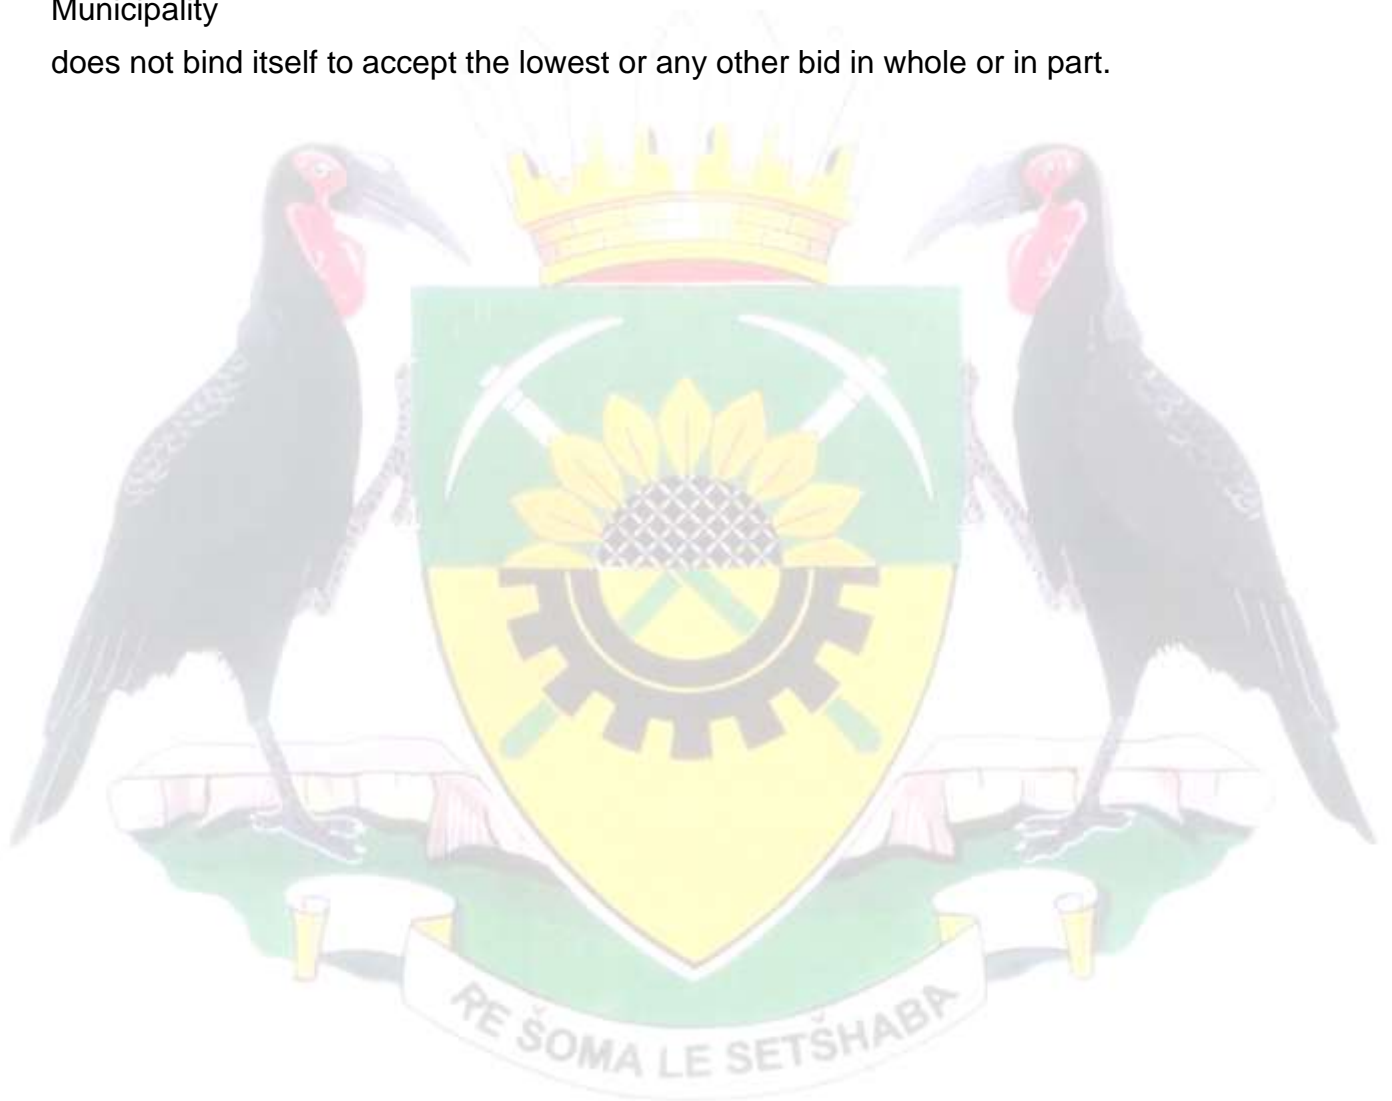 Municipality
does not bind itself to accept the lowest or any other bid in whole or in part.
RE ŠOMA LE SETŠHABA